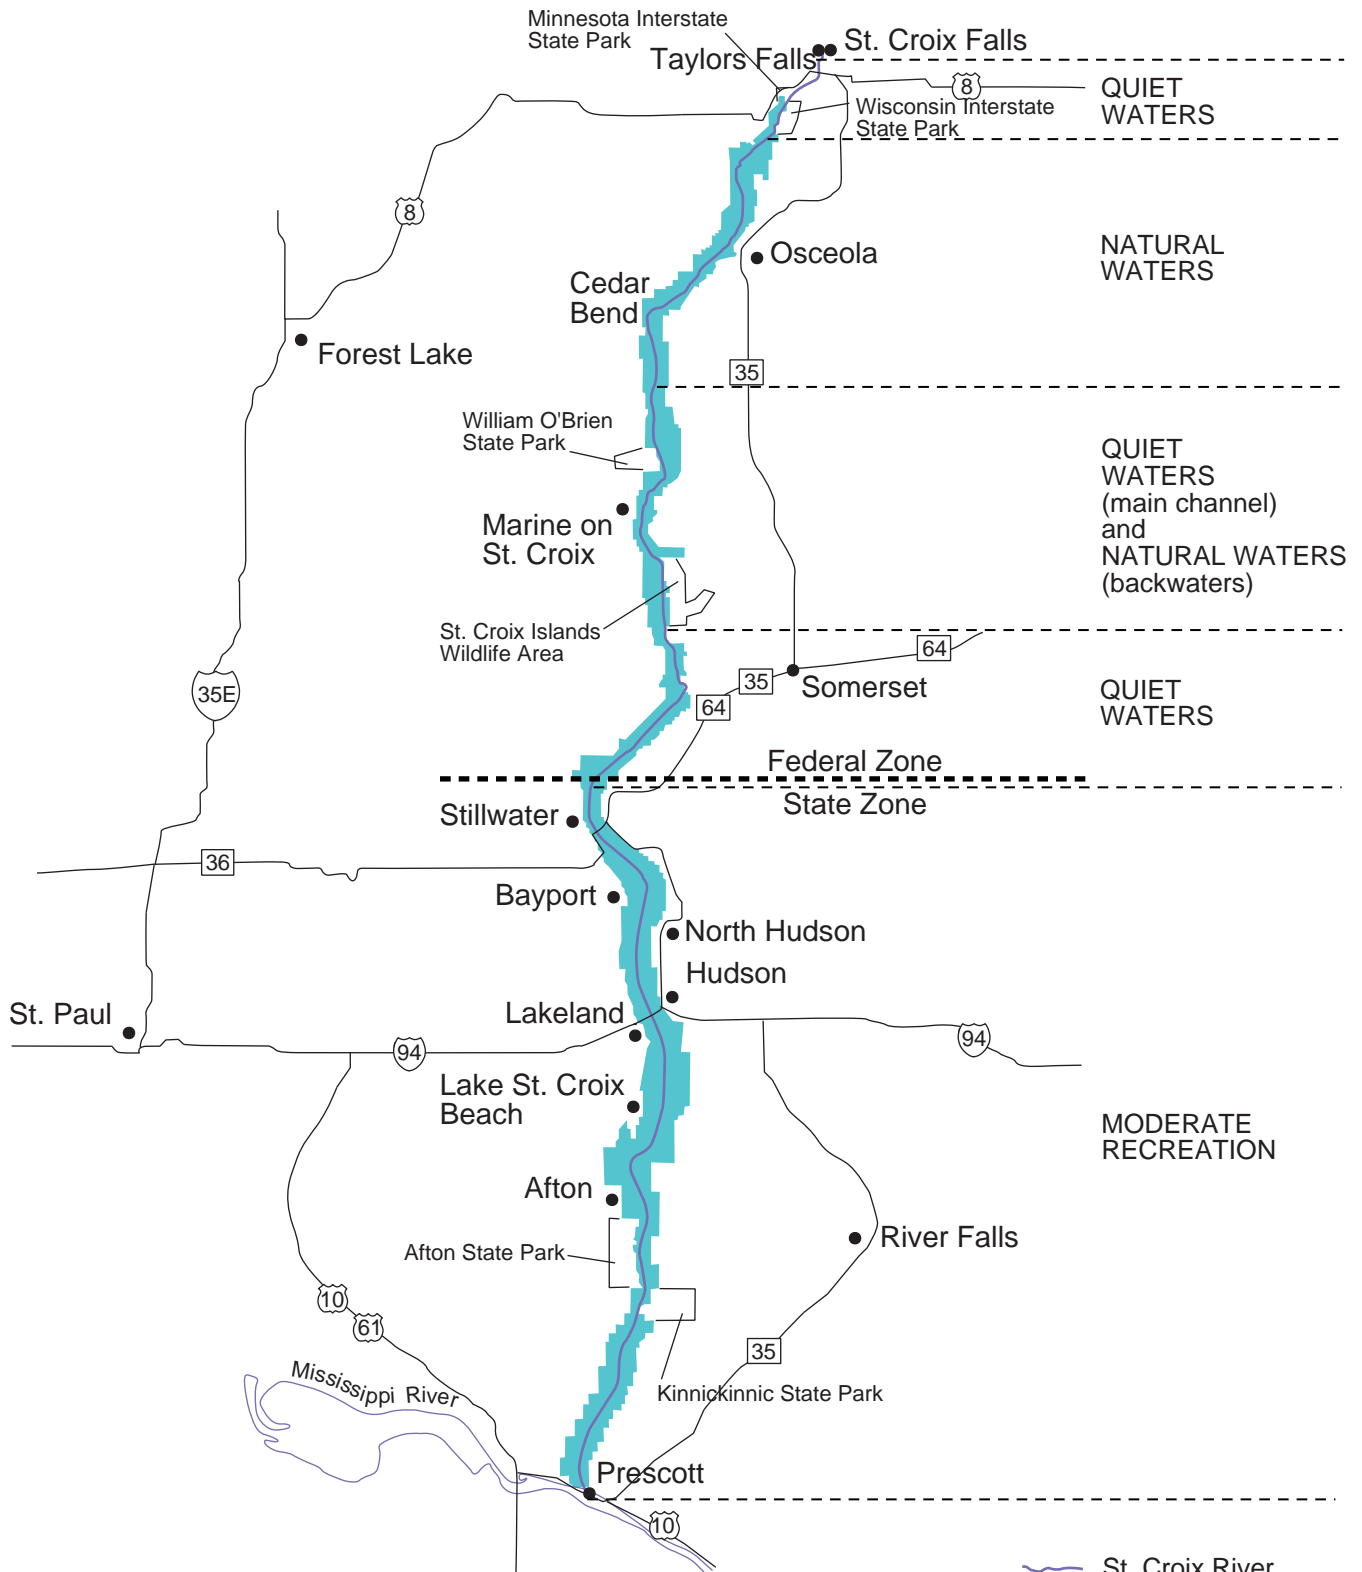 Minnesota Interstate
State Park
St. Croix Falls
Taylors Falls
8
QUIET
WATERS
Wisconsin Interstate
State Park
8
NATURAL
WATERS
Osceola
Cedar
Bend
Forest Lake
35
William O'Brien
State Park
QUIET
WATERS
(main channel)
and
NATURAL WATERS
(backwaters)
Marine on
St. Croix
St. Croix Islands
Wildlife Area
64
35
Somerset
35E
64
QUIET
WATERS
Federal Zone
State Zone
Stillwater
36
Bayport
North Hudson
Hudson
St. Paul
Lakeland
94
94
Lake St. Croix
Beach
MODERATE
RECREATION
Afton
River Falls
Afton State Park
10
61
35
Mississippi River
Kinnickinnic State Park
Prescott
10
St. Croix River